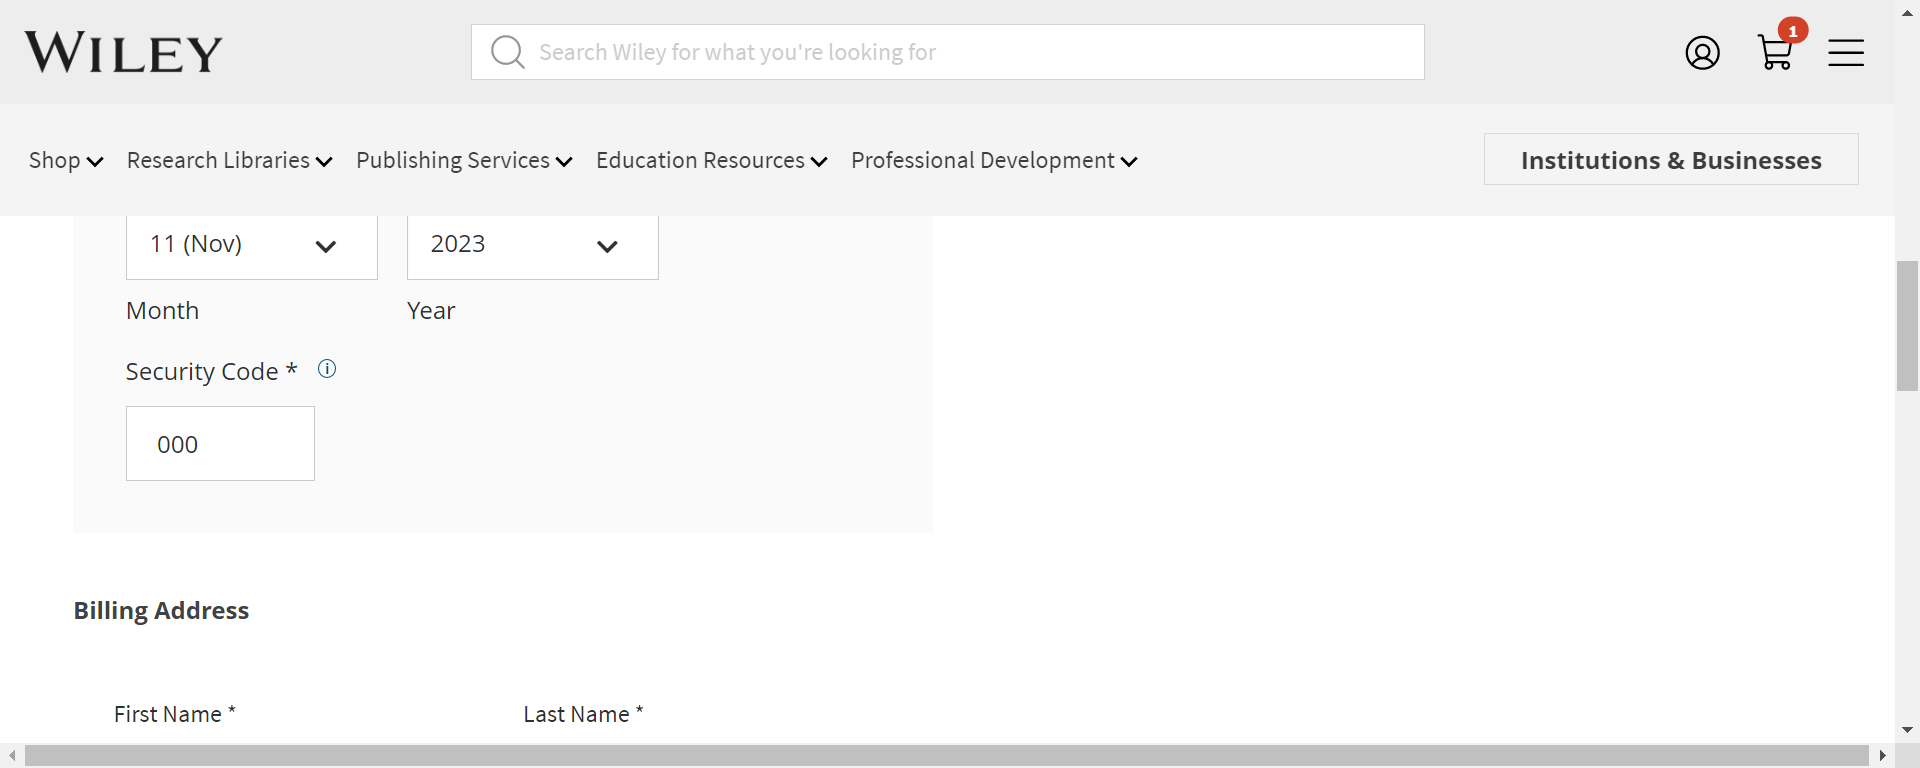 WILEY
Search Wiley for what you're looking for
1
Shop Research Libraries Publishing Services Education Resources Professional Development Institutions & Businesses
11 (Nov) 2023
Month Year
Security Code *
000
Billing Address
First Name * Last Name *